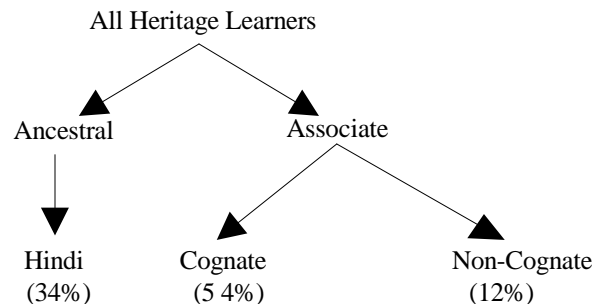 All Heritage Learners
Ancestral Associate
Hindi Cognate Non-Cognate
(34%) (5 4%) (12%)